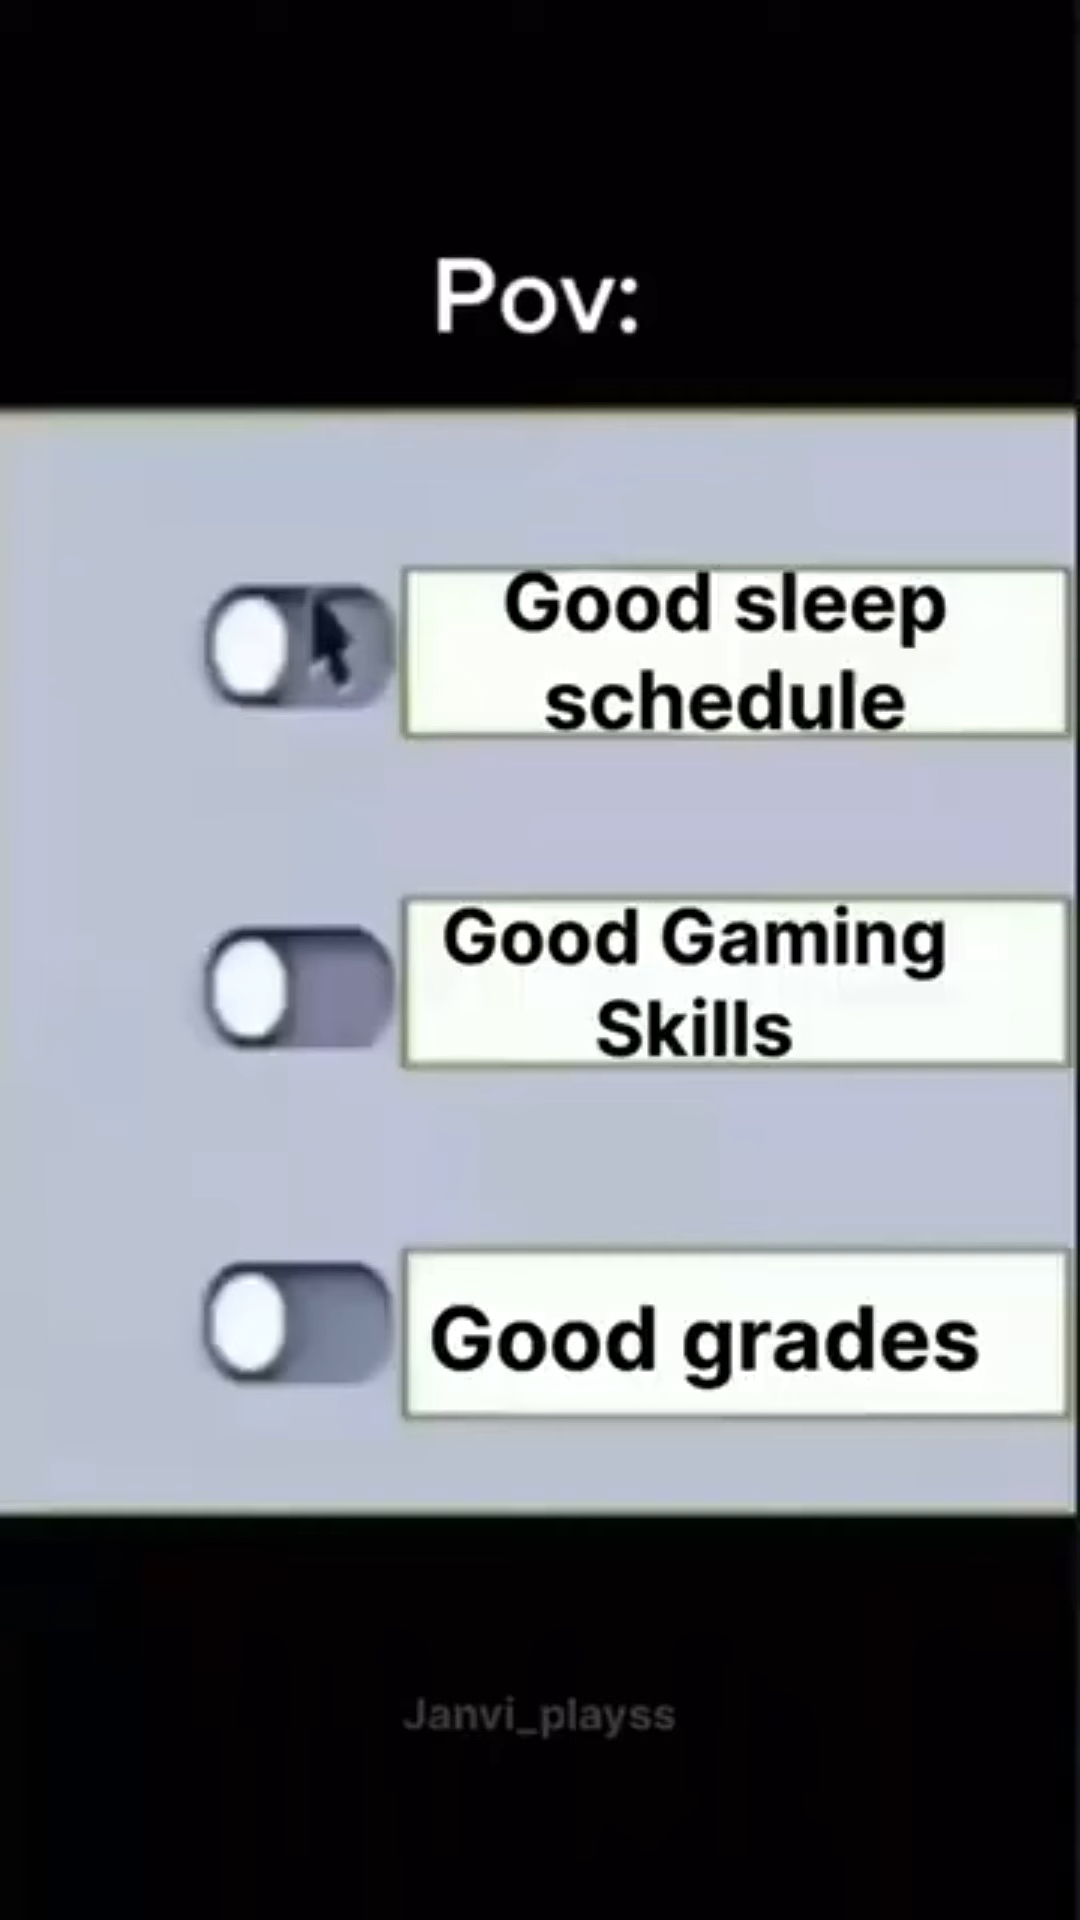 Pov:
Good sleep
schedule
Good Gaming
Skills
Good grades
Janvi_playss